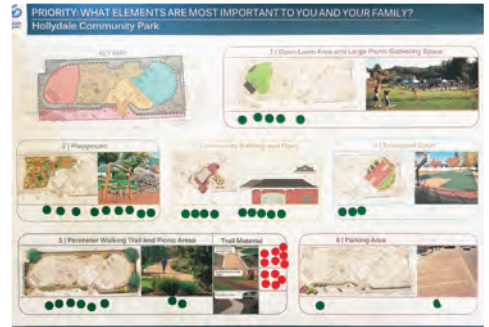 PRIORITY: WHAT ELEMENTS ARE MOST IMPORTANT TO YOU AND YOUR FAMILY?
Hollydale Community Park
KEY MAP
1 | Open Lawn Area and Large Picnic Gathering Space
2 | Playground
3 | Community Building and Plaza
4 | Basketball Court
5 | Perimeter Walking Trail and Picnic Areas
Trail Material
6 | Parking Area